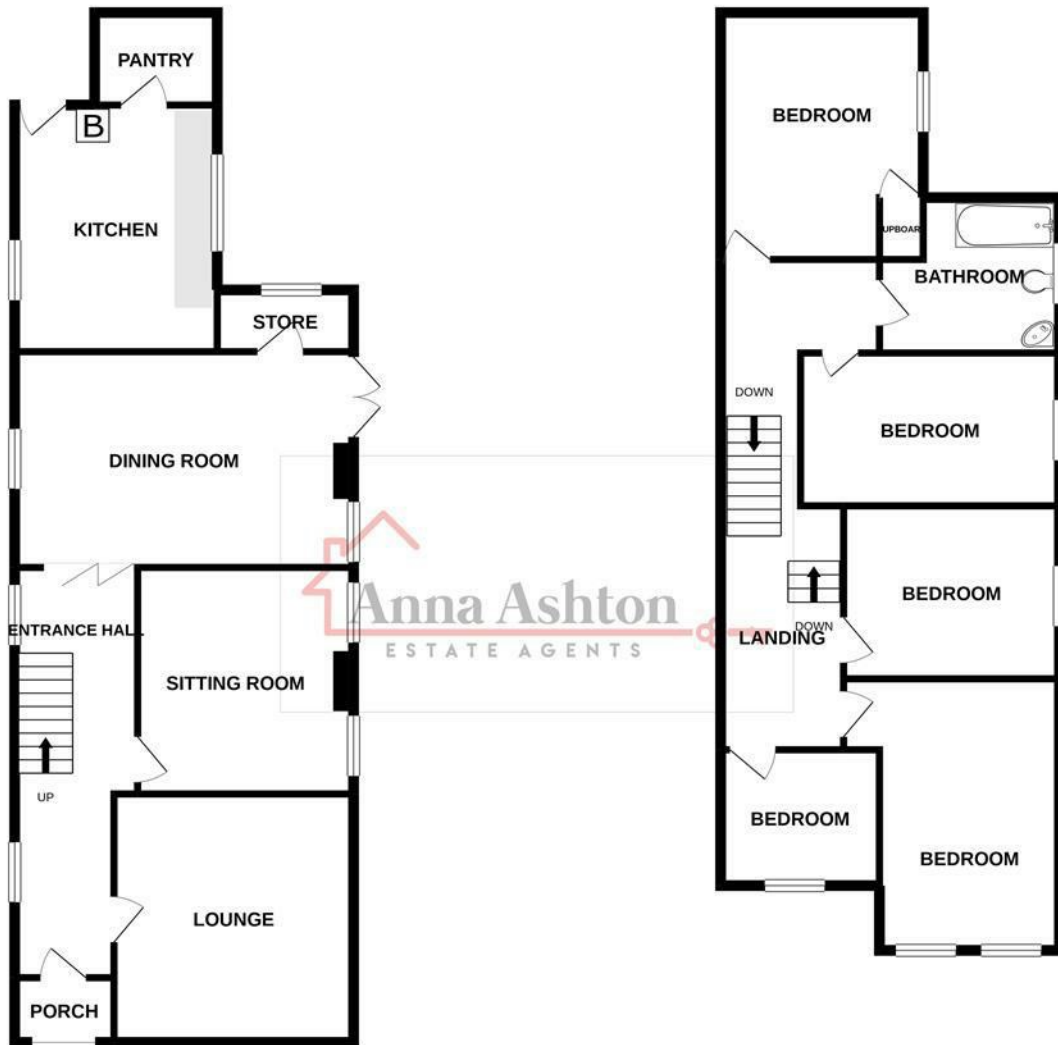 PANTRY
B
KITCHEN
STORE
DINING ROOM
ENTRANCE HALL
SITTING ROOM
UP
LOUNGE
PORCH
BEDROOM
UPBOAR
BATHROOM
DOWN
BEDROOM
BEDROOM
DOWN
LANDING
BEDROOM
BEDROOM
Anna Ashton
ESTATE AGENTS